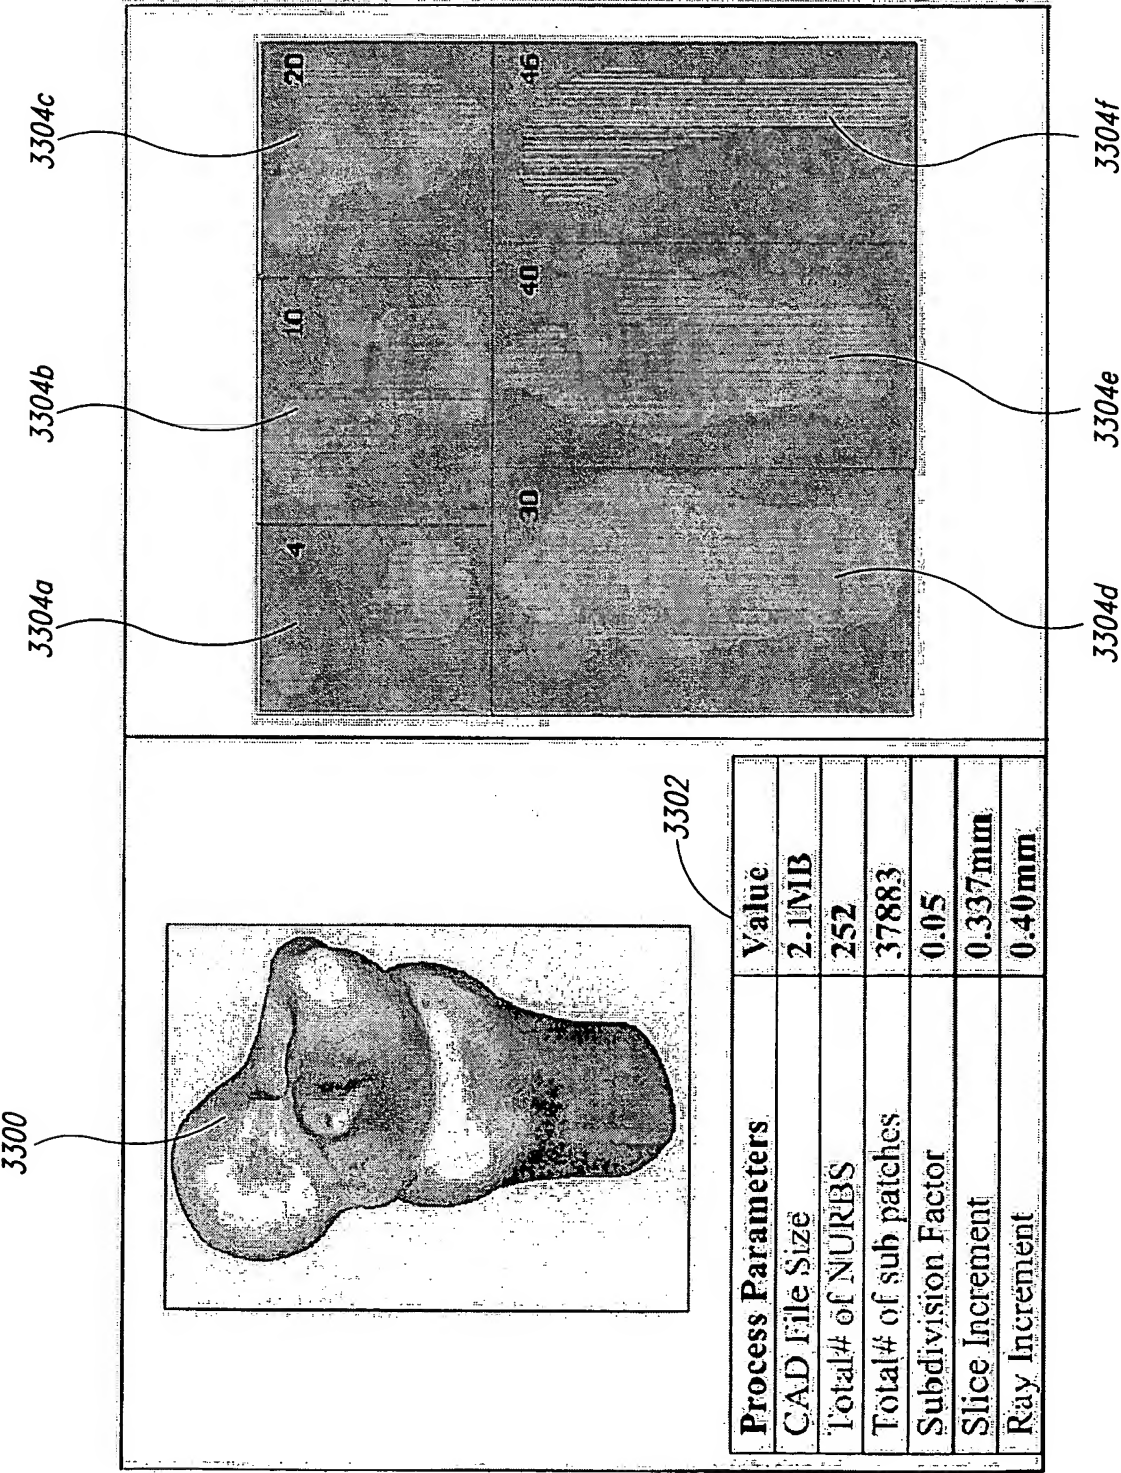 3300
3304a
3304b
3304c
4
10
20
30
40
46
3304d
3304e
3304f
3302
Process Parameters Value
CAD File Size 2.1MB
Total# of NURBS 252
Total# of sub patches 37883
Subdivision Factor 0.05
Slice Increment 0.337mm
Ray Increment 0.40mm